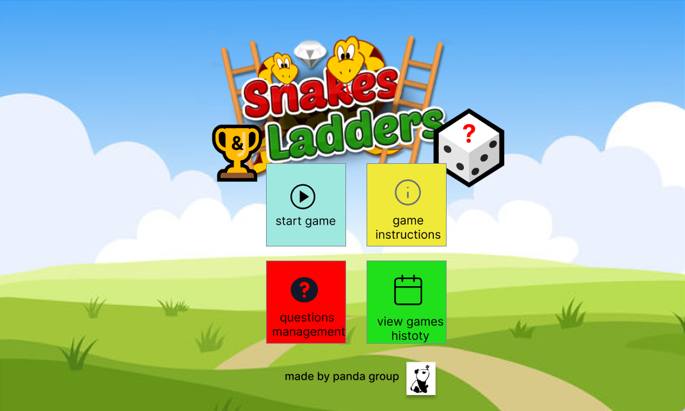 Snakes
& Ladders
?
start game
game
instructions
?
questions
management
view games
histoty
made by panda group